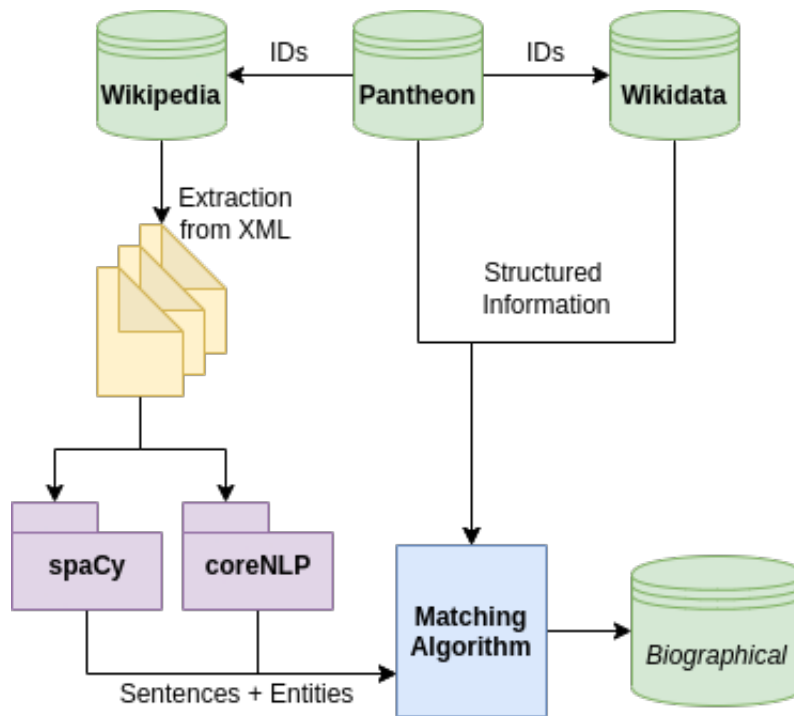 IDs
IDs
Wikipedia
Pantheon
Wikidata
Extraction
from XML
Structured
Information
spaCy
coreNLP
Matching
Algorithm
Biographical
Sentences + Entities